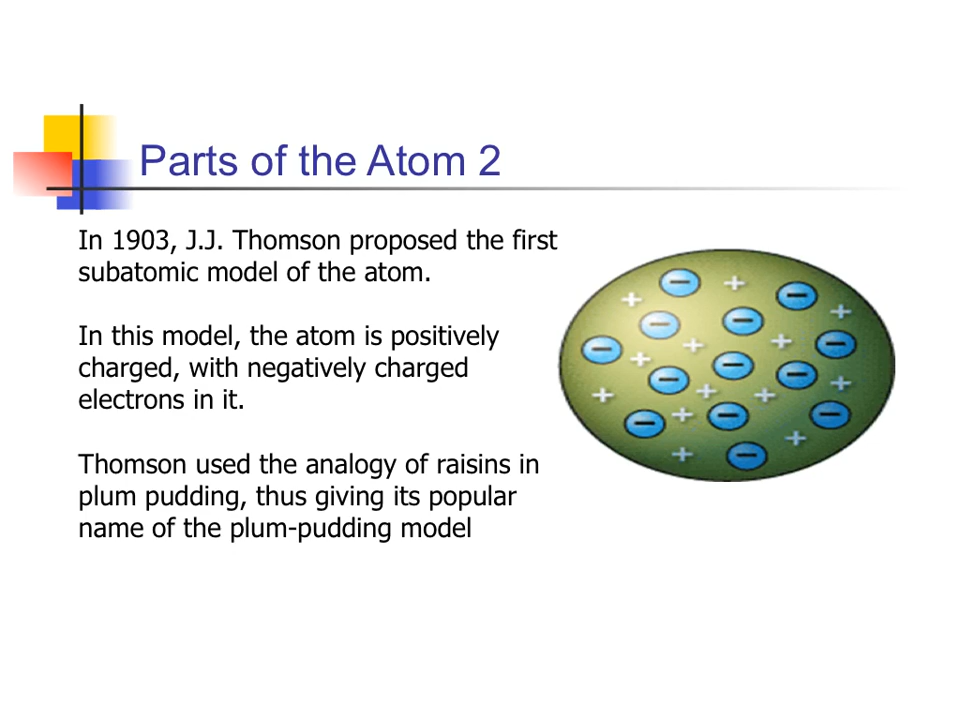 Parts of the Atom 2
In 1903, J.J. Thomson proposed the first
subatomic model of the atom.
In this model, the atom is positively
charged, with negatively charged
electrons in it.
Thomson used the analogy of raisins in
plum pudding, thus giving its popular
name of the plum-pudding model